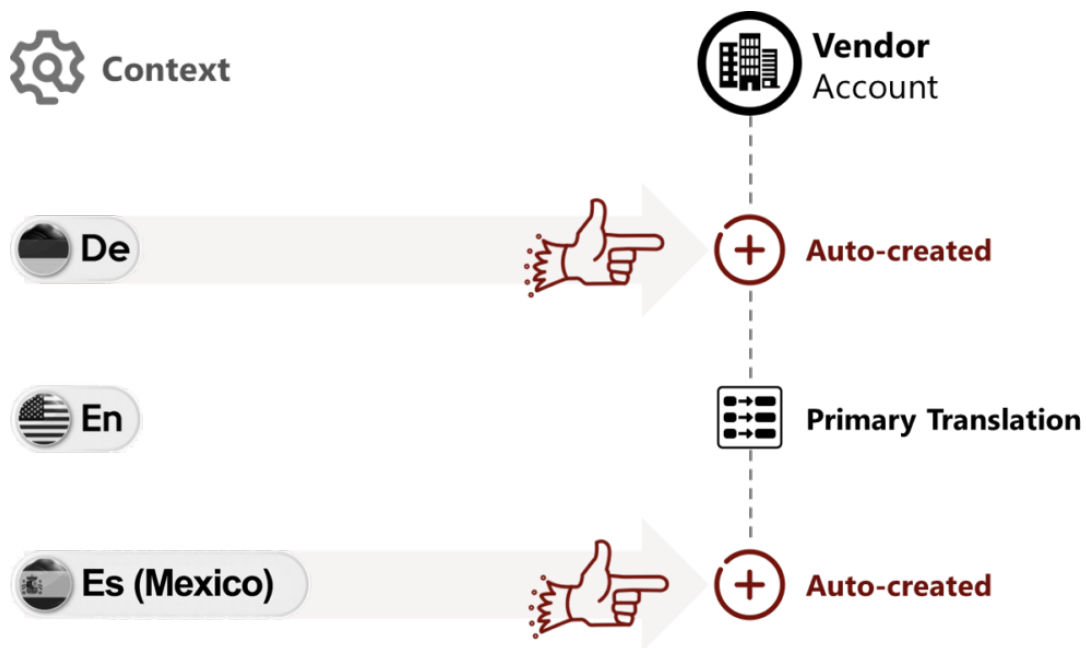 Context
Vendor
Account
De
Auto-created
En
Primary Translation
Es (Mexico)
Auto-created